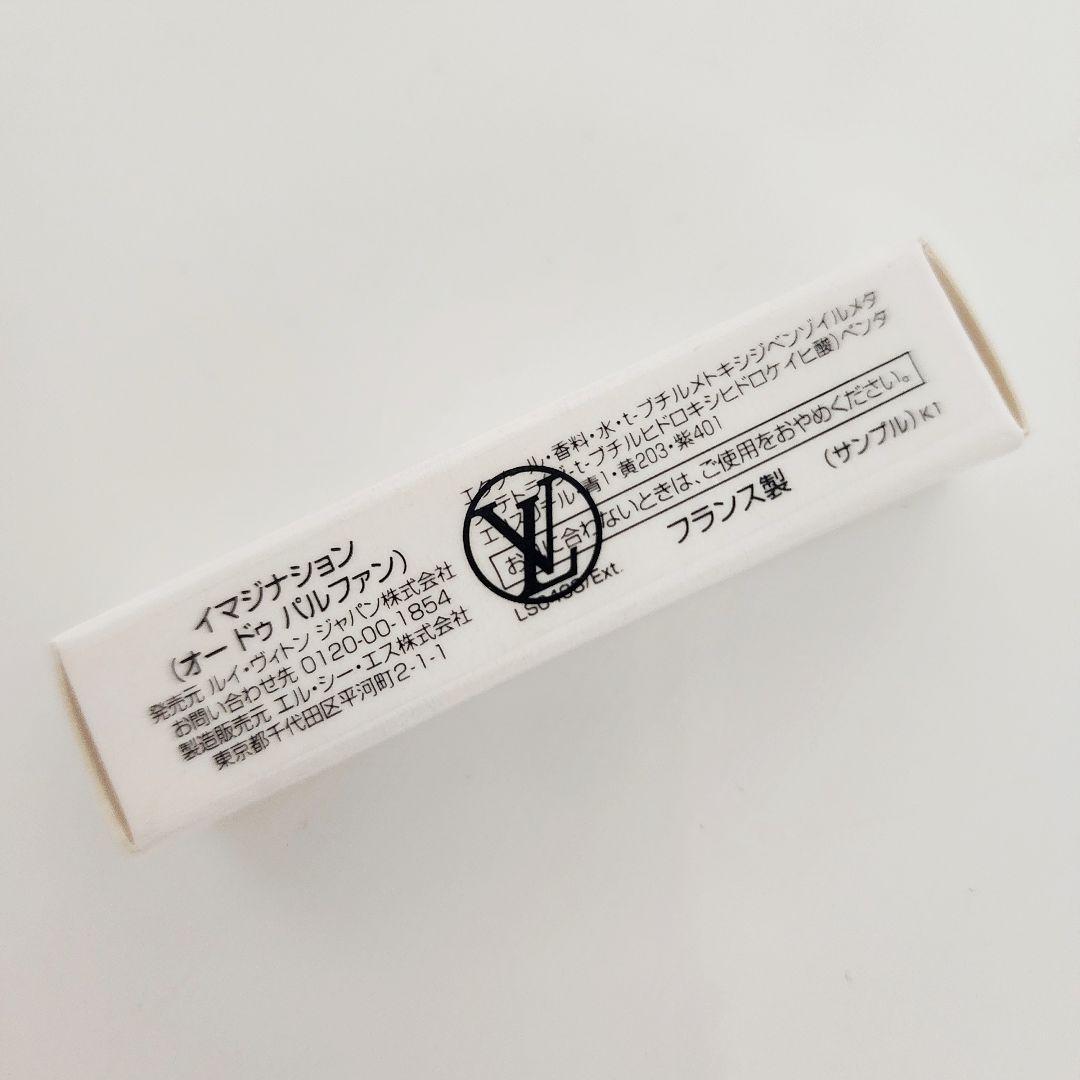 イマジナション
(オー ドゥ パルファン)
発売元 ルイ・ヴィトン ジャパン株式会社
お問い合わせ先 0120-00-1854
製造販売元 エル・シー・エス株式会社
東京都千代田区平河町2-1-1
・香料・水・t-ブチルメトキシジベンゾイルメタ
テトラ-t-ブチルヒドロキシヒドロケイヒ酸)ペンタ
青1・黄203・紫401
合わないときは、ご使用をおやめください。
フランス製 (サンプル) K1
Ext.
LV